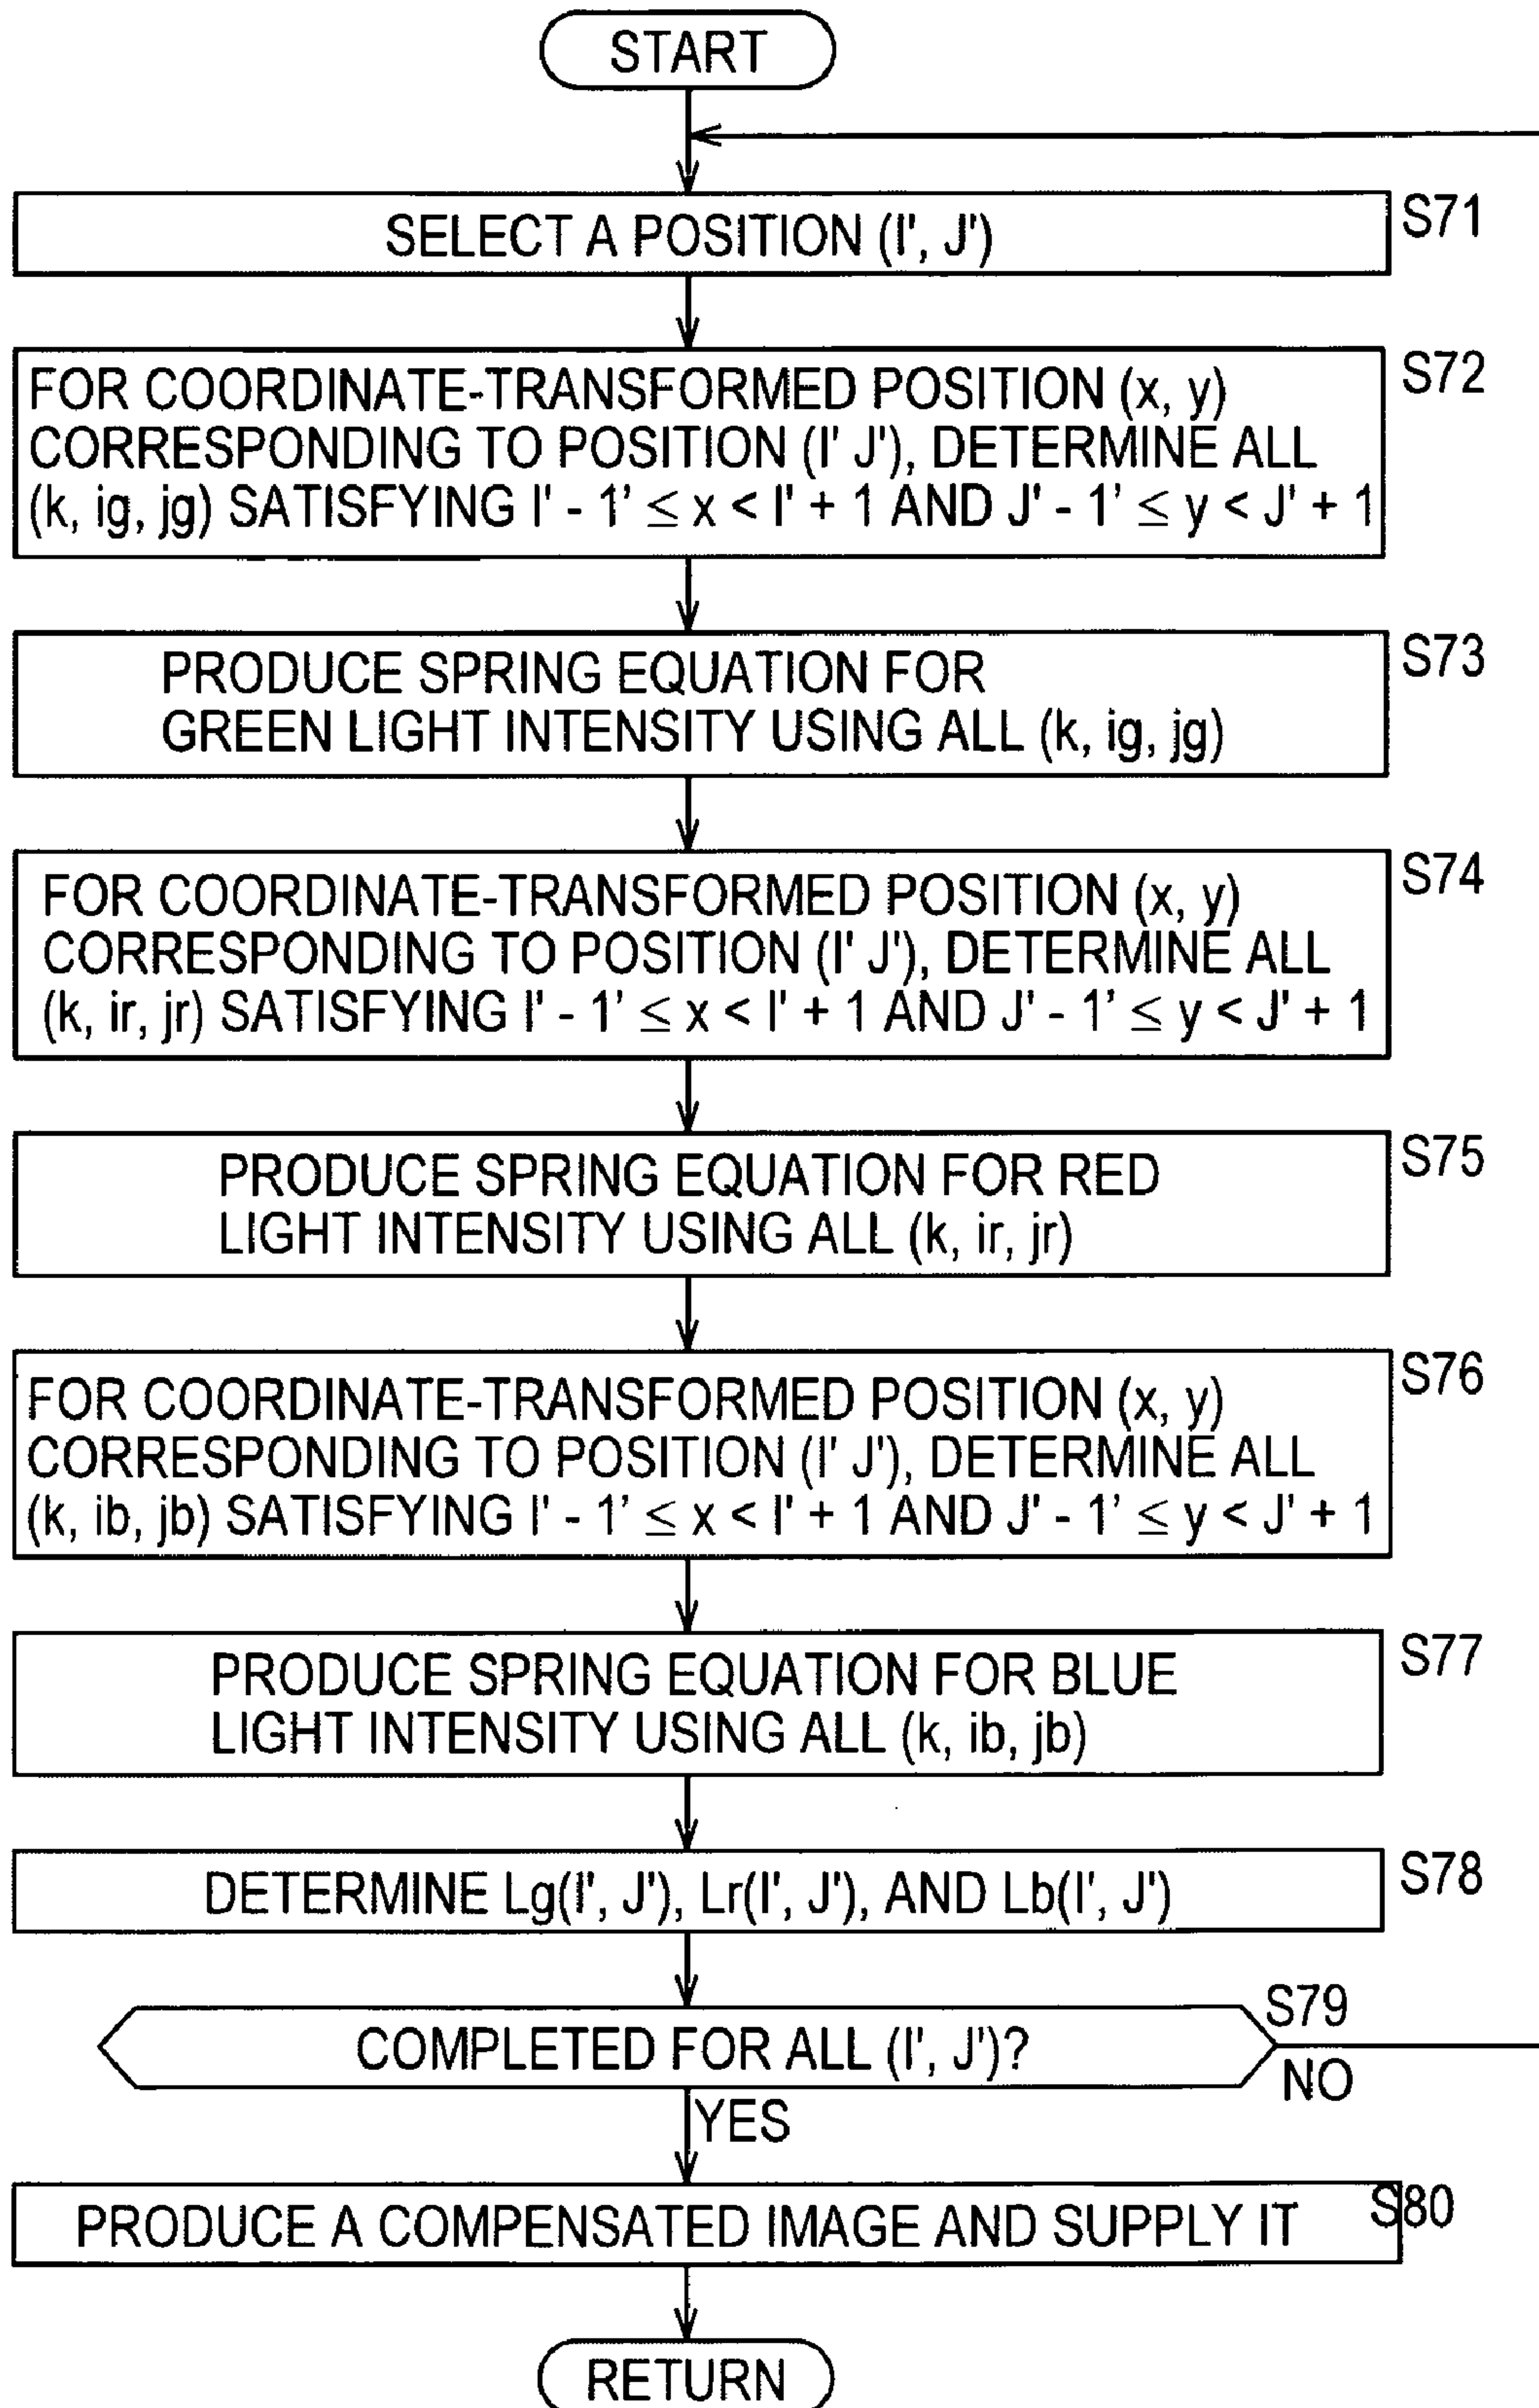 START
SELECT A POSITION (I', J')
S71
FOR COORDINATE-TRANSFORMED POSITION (x, y)
CORRESPONDING TO POSITION (I' J'), DETERMINE ALL
(k, ig, jg) SATISFYING I' - 1' ≤ x < I' + 1 AND J' - 1' ≤ y < J' + 1
S72
PRODUCE SPRING EQUATION FOR
GREEN LIGHT INTENSITY USING ALL (k, ig, jg)
S73
FOR COORDINATE-TRANSFORMED POSITION (x, y)
CORRESPONDING TO POSITION (I' J'), DETERMINE ALL
(k, ir, jr) SATISFYING I' - 1' ≤ x < I' + 1 AND J' - 1' ≤ y < J' + 1
S74
PRODUCE SPRING EQUATION FOR RED
LIGHT INTENSITY USING ALL (k, ir, jr)
S75
FOR COORDINATE-TRANSFORMED POSITION (x, y)
CORRESPONDING TO POSITION (I' J'), DETERMINE ALL
(k, ib, jb) SATISFYING I' - 1' ≤ x < I' + 1 AND J' - 1' ≤ y < J' + 1
S76
PRODUCE SPRING EQUATION FOR BLUE
LIGHT INTENSITY USING ALL (k, ib, jb)
S77
DETERMINE Lg(I', J'), Lr(I', J'), AND Lb(I', J')
S78
COMPLETED FOR ALL (I', J')?
S79
NO
YES
PRODUCE A COMPENSATED IMAGE AND SUPPLY IT
S80
RETURN